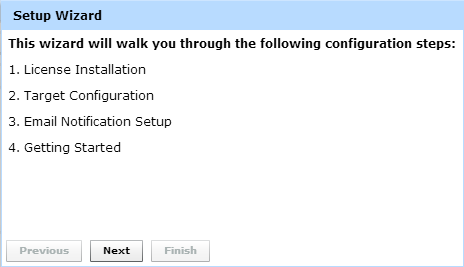 Setup Wizard
This wizard will walk you through the following configuration steps:
1. License Installation
2. Target Configuration
3. Email Notification Setup
4. Getting Started
Previous Next Finish